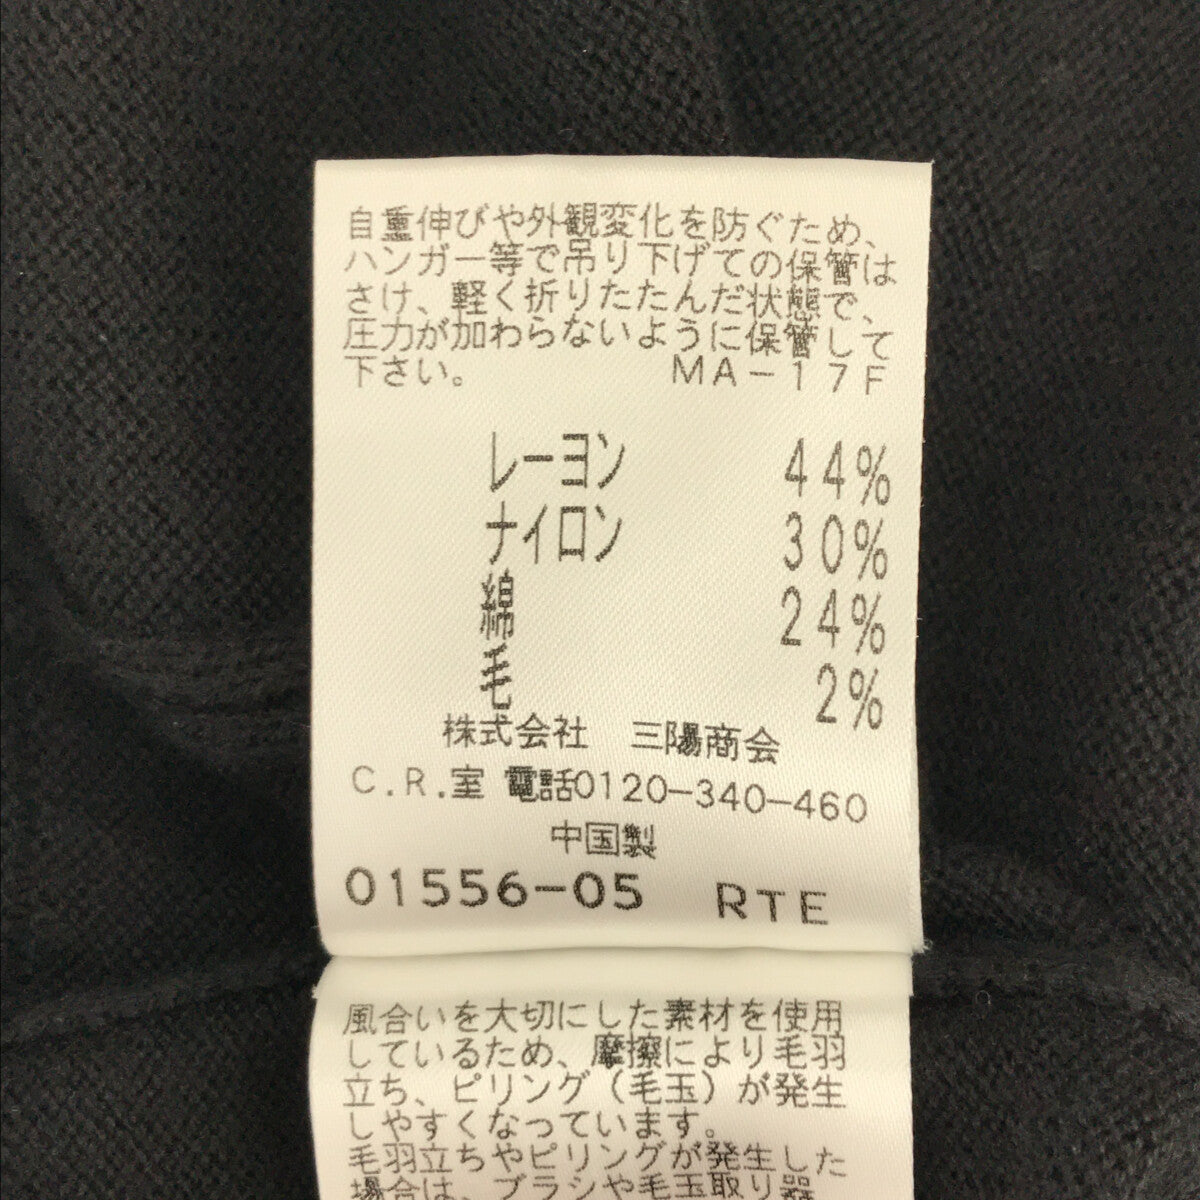 自重伸びや外観変化を防ぐため、
ハンガー等で吊り下げての保管は
さけ、軽く折りたたんだ状態で、
圧力が加わらないように保管して
下さい。 MA-17F
レーヨン 44%
ナイロン 30%
綿 24%
毛 2%
株式会社 三陽商会
C.R.室 電話0120-340-460
中国製
01556-05 RTE
風合いを大切にした素材を使用
しているため、摩擦により毛羽
立ち、ピリング(毛玉)が発生
しやすくなっています。
毛羽立ちやピリングが発生した
場合は、ブラシや毛玉取り器